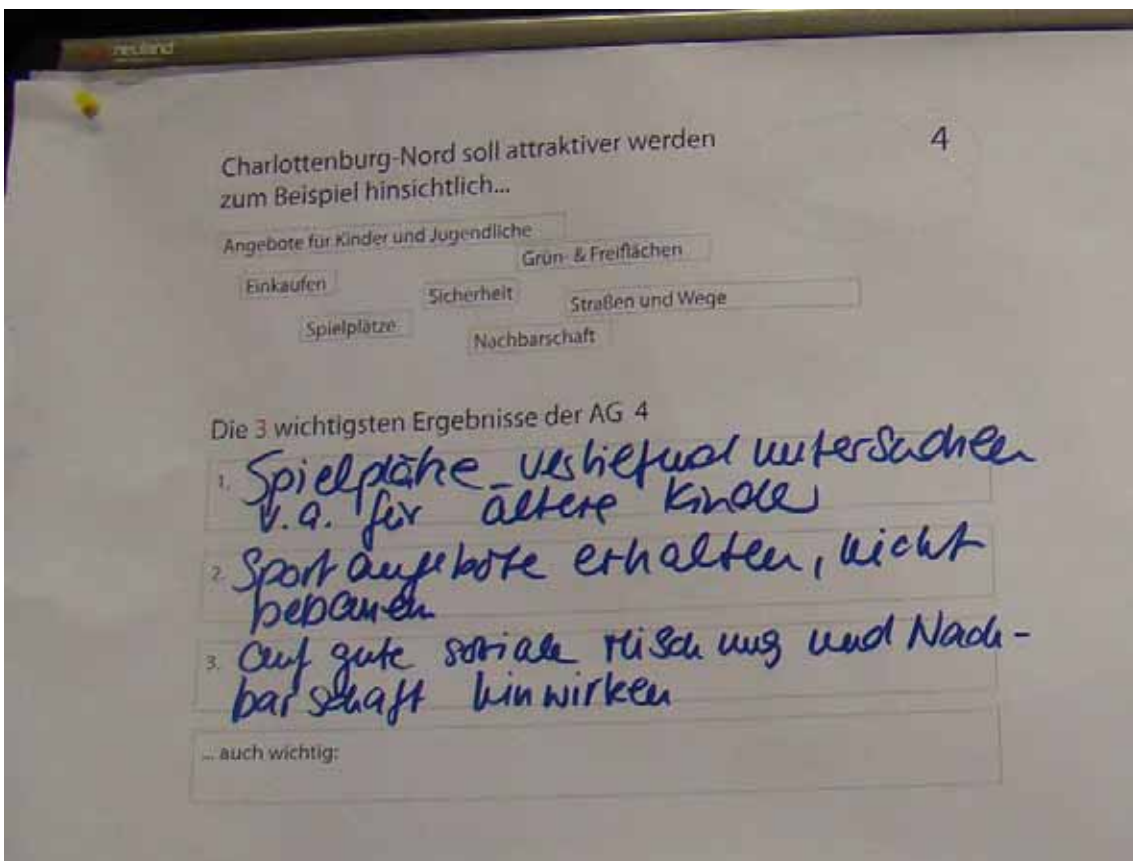 neuland
Charlottenburg-Nord soll attraktiver werden
4
zum Beispiel hinsichtlich...
Angebote für Kinder und Jugendliche
Grün- & Freiflächen
Einkaufen
Sicherheit
Straßen und Wege
Spielplätze
Nachbarschaft
Die 3 wichtigsten Ergebnisse der AG 4
1. Spielplätze vertiefend untersuchen
v.a. für ältere Kinder
2. Sportangebote erhalten, nicht
bebauen
3. auf gute soziale Mischung und Nach-
barschaft hinwirken
... auch wichtig: